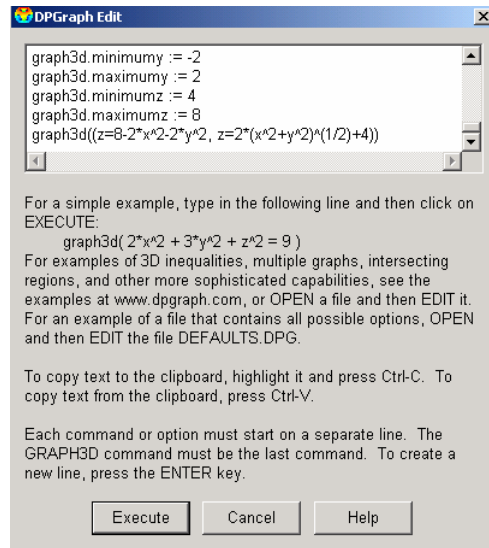 DPGraph Edit
graph3d.minimumy := -2
graph3d.maximumy := 2
graph3d.minimumz := 4
graph3d.maximumz := 8
graph3d((z=8-2*x^2-2*y^2, z=2*(x^2+y^2)^(1/2)+4))
For a simple example, type in the following line and then click on
EXECUTE:
graph3d( 2*x^2 + 3*y^2 + z^2 = 9 )
For examples of 3D inequalities, multiple graphs, intersecting
regions, and other more sophisticated capabilities, see the
examples at www.dpgraph.com, or OPEN a file and then EDIT it.
For an example of a file that contains all possible options, OPEN
and then EDIT the file DEFAULTS.DPG.
To copy text to the clipboard, highlight it and press Ctrl-C. To
copy text from the clipboard, press Ctrl-V.
Each command or option must start on a separate line. The
GRAPH3D command must be the last command. To create a
new line, press the ENTER key.
Execute
Cancel
Help